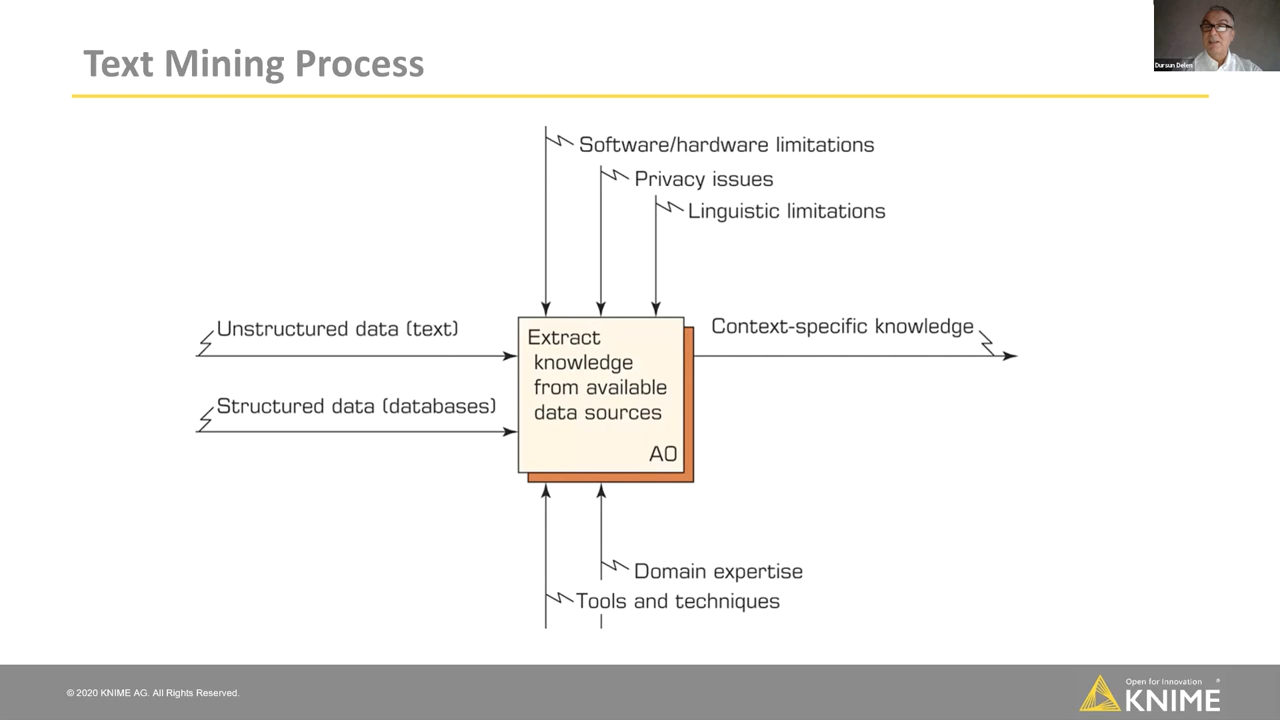 Text Mining Process
Dursun Delen
Software/hardware limitations
Privacy issues
Linguistic limitations
Unstructured data (text)
Structured data (databases)
Extract
knowledge
from available
data sources
A0
Context-specific knowledge
Domain expertise
Tools and techniques
© 2020 KNIME AG. All Rights Reserved.
Open for Innovation ®
KNIME